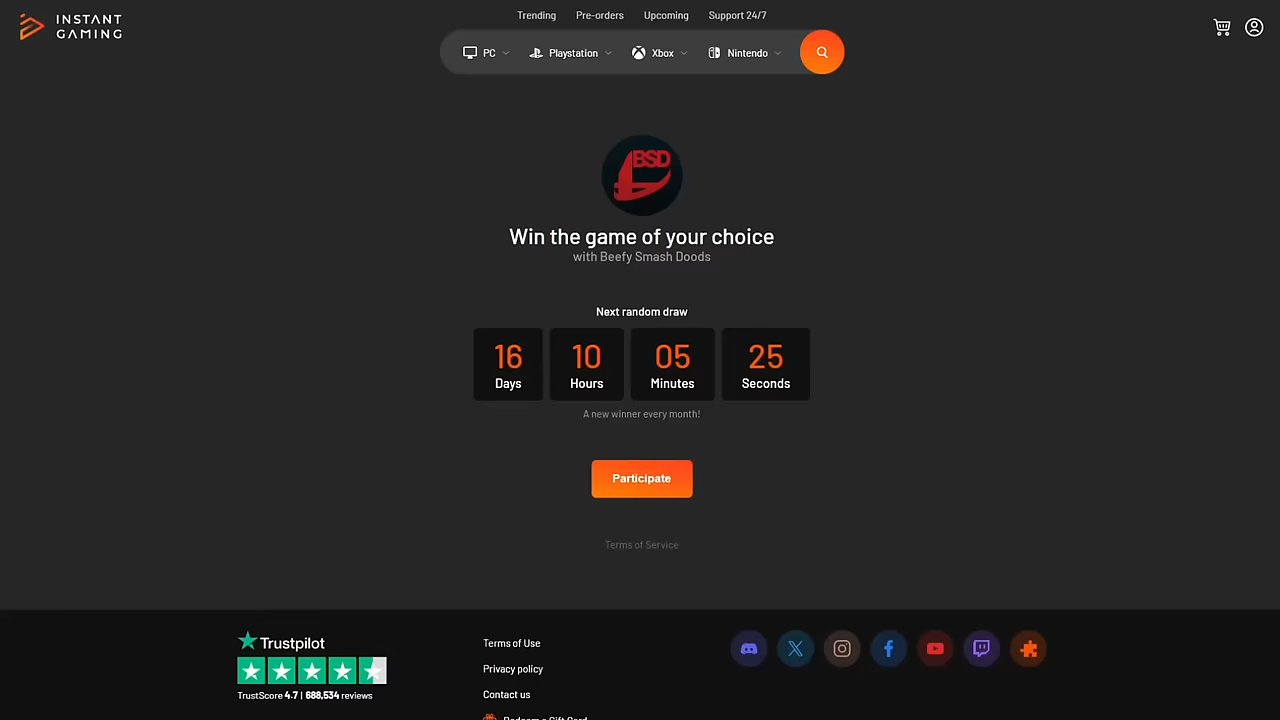 INSTANT
GAMING
Trending Pre-orders Upcoming Support 24/7
PC Playstation Xbox Nintendo
BSD
Win the game of your choice
with Beefy Smash Doods
Next random draw
16 10 05 25
Days Hours Minutes Seconds
A new winner every month!
Participate
Terms of Service
Trustpilot
TrustScore 4.7 | 688,534 reviews
Terms of Use
Privacy policy
Contact us
Redeem a Gift Card